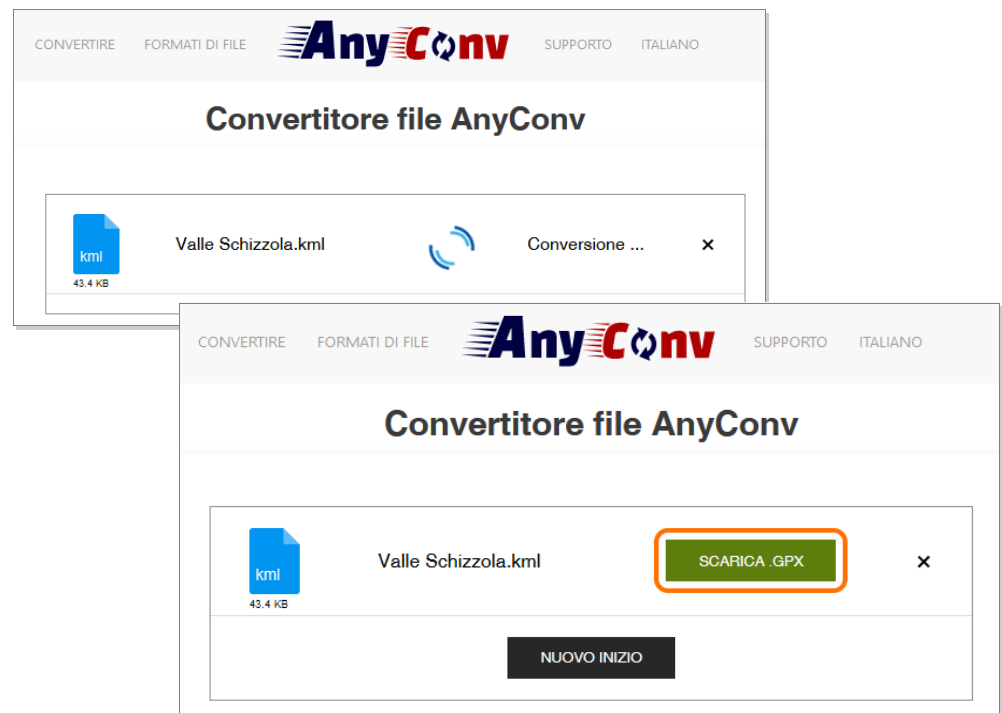 CONVERTIRE FORMATI DI FILE AnyConv SUPPORTO ITALIANO
Convertitore file AnyConv
kml Valle Schizzola.kml Conversione ... ×
43.4 KB
CONVERTIRE FORMATI DI FILE AnyConv SUPPORTO ITALIANO
Convertitore file AnyConv
kml Valle Schizzola.kml SCARICA .GPX ×
43.4 KB
NUOVO INIZIO